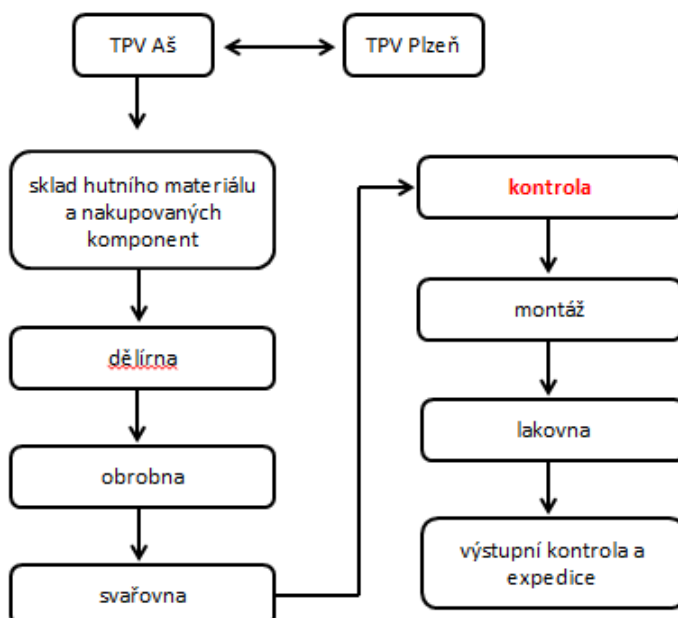 TPV Aš
TPV Plzeň
sklad hutního materiálu
a nakupovaných
komponent
dělírna
obrobna
svařovna
kontrola
montáž
lakovna
výstupní kontrola a
expedice